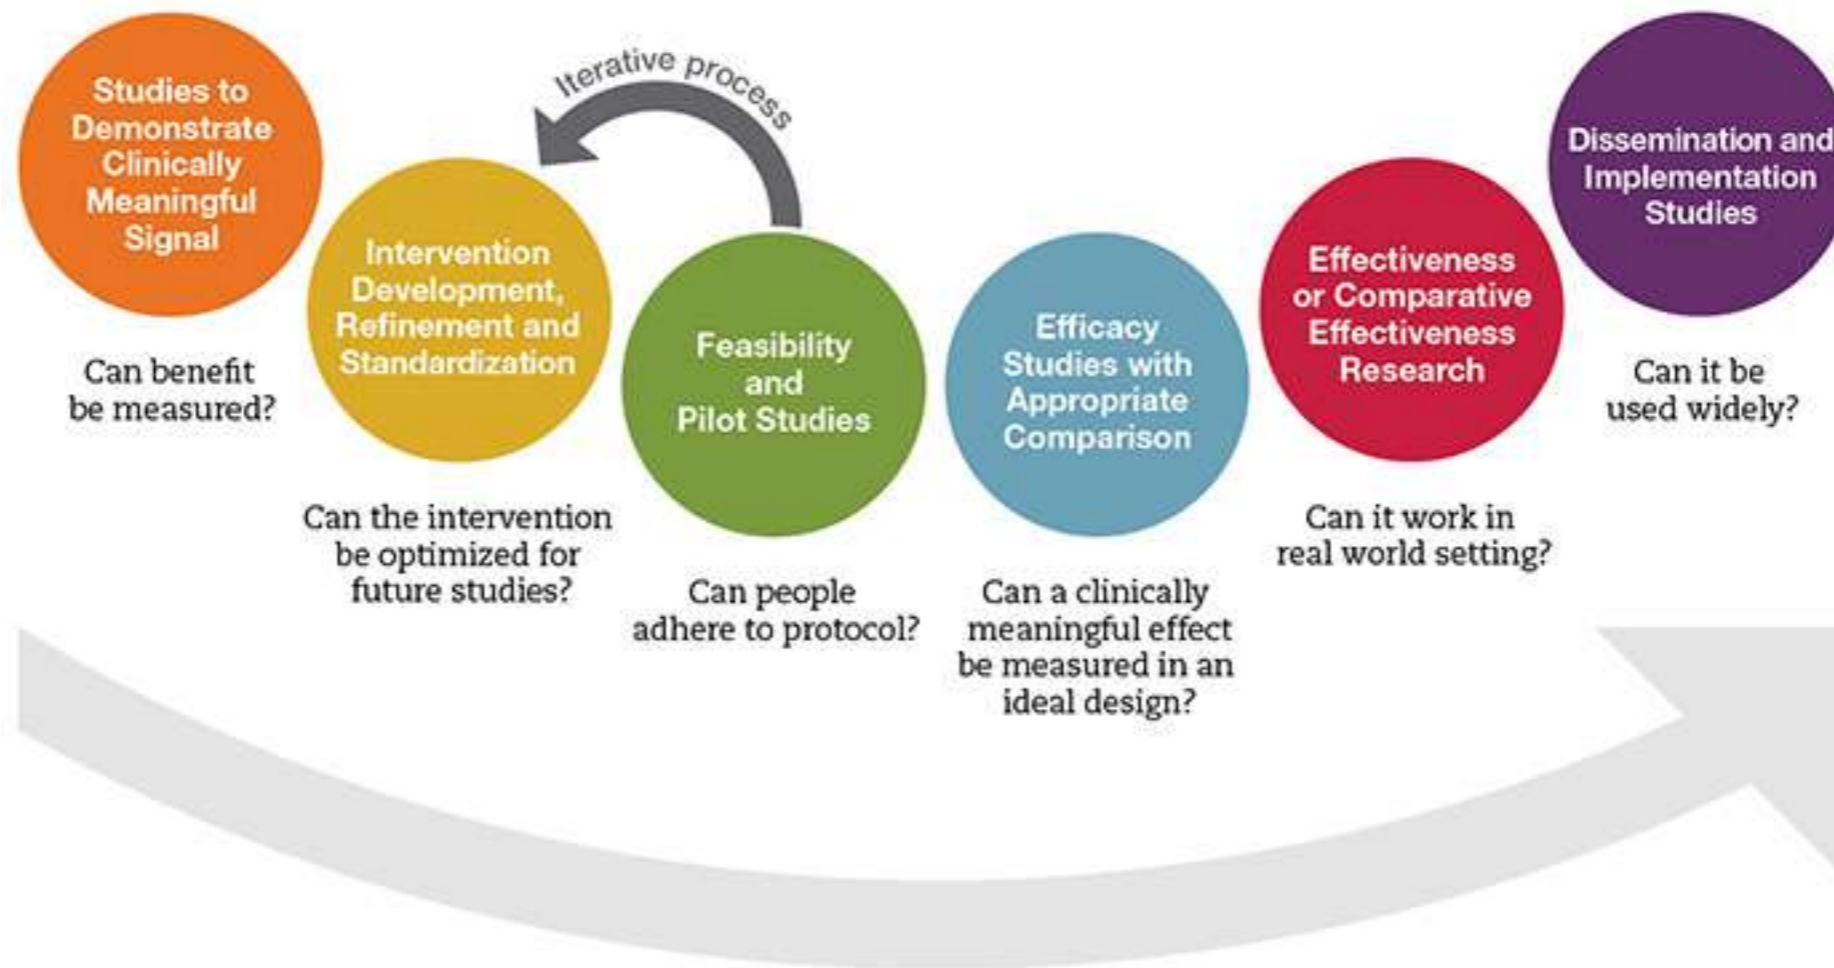 Studies to
Demonstrate
Clinically
Meaningful
Signal
Can benefit
be measured?
Intervention
Development,
Refinement and
Standardization
Can the intervention
be optimized for
future studies?
Iterative process
Feasibility
and
Pilot Studies
Can people
adhere to protocol?
Efficacy
Studies with
Appropriate
Comparison
Can a clinically
meaningful effect
be measured in an
ideal design?
Effectiveness
or Comparative
Effectiveness
Research
Can it work in
real world setting?
Dissemination and
Implementation
Studies
Can it be
used widely?